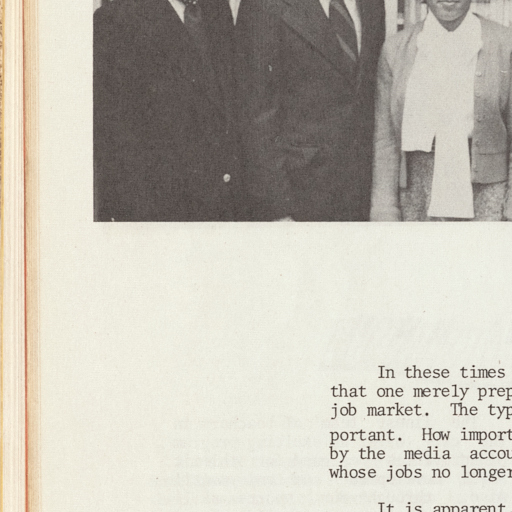 In these times
that one merely prep
job market. The typ
portant. How import
by the media accou
whose jobs no longer
It is apparent